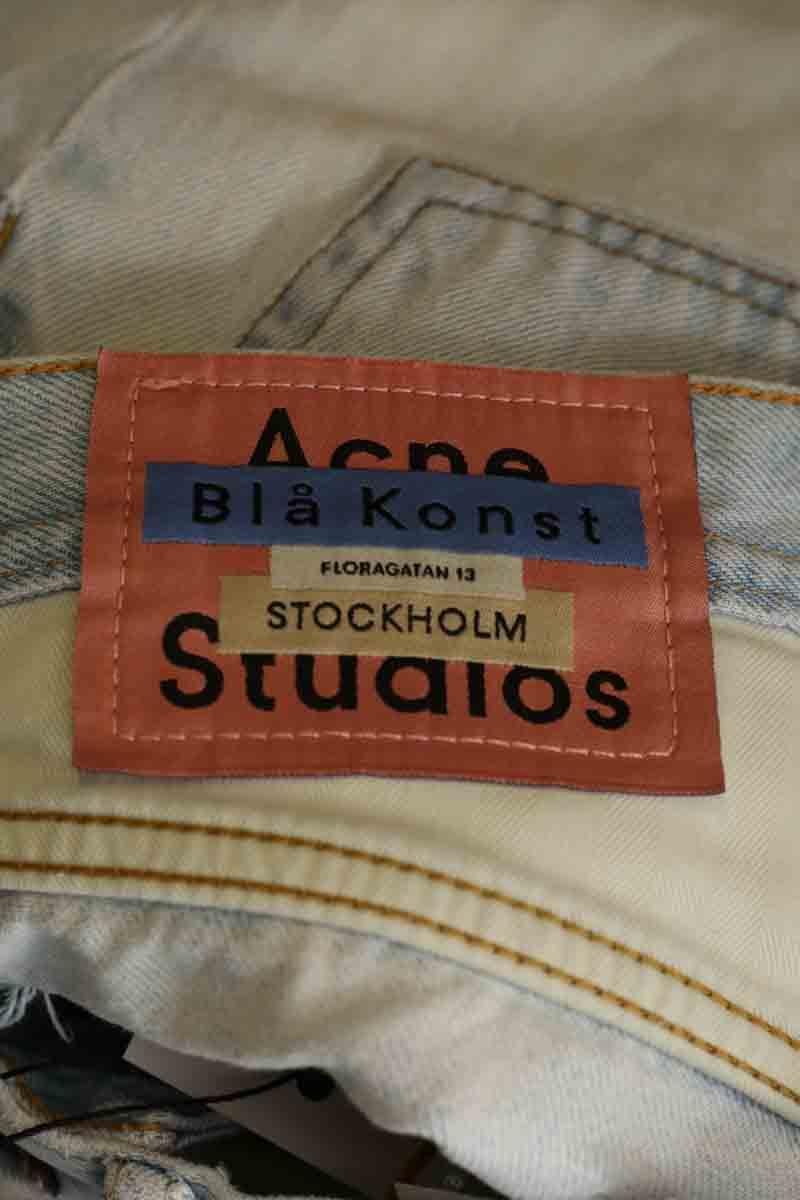 Acne
Blå Konst
FLORAGATAN 13
STOCKHOLM
Studios